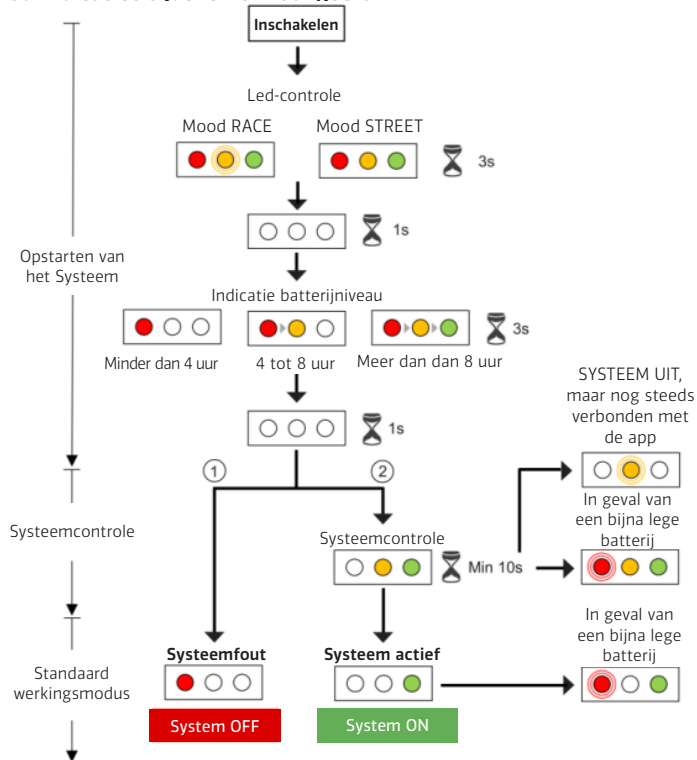 Inschakelen
Led-controle
Mood RACE
Mood STREET
3s
1s
Opstarten van
het Systeem
Indicatie batterijniveau
3s
Minder dan 4 uur
4 tot 8 uur
Meer dan dan 8 uur
1s
SYSTEEM UIT,
maar nog steeds
verbonden met
de app
1
2
Systeemcontrole
Systeemcontrole
Min 10s
In geval van
een bijna lege
batterij
Standaard
werkingsmodus
Systeemfout
System OFF
Systeem actief
System ON
In geval van
een bijna lege
batterij